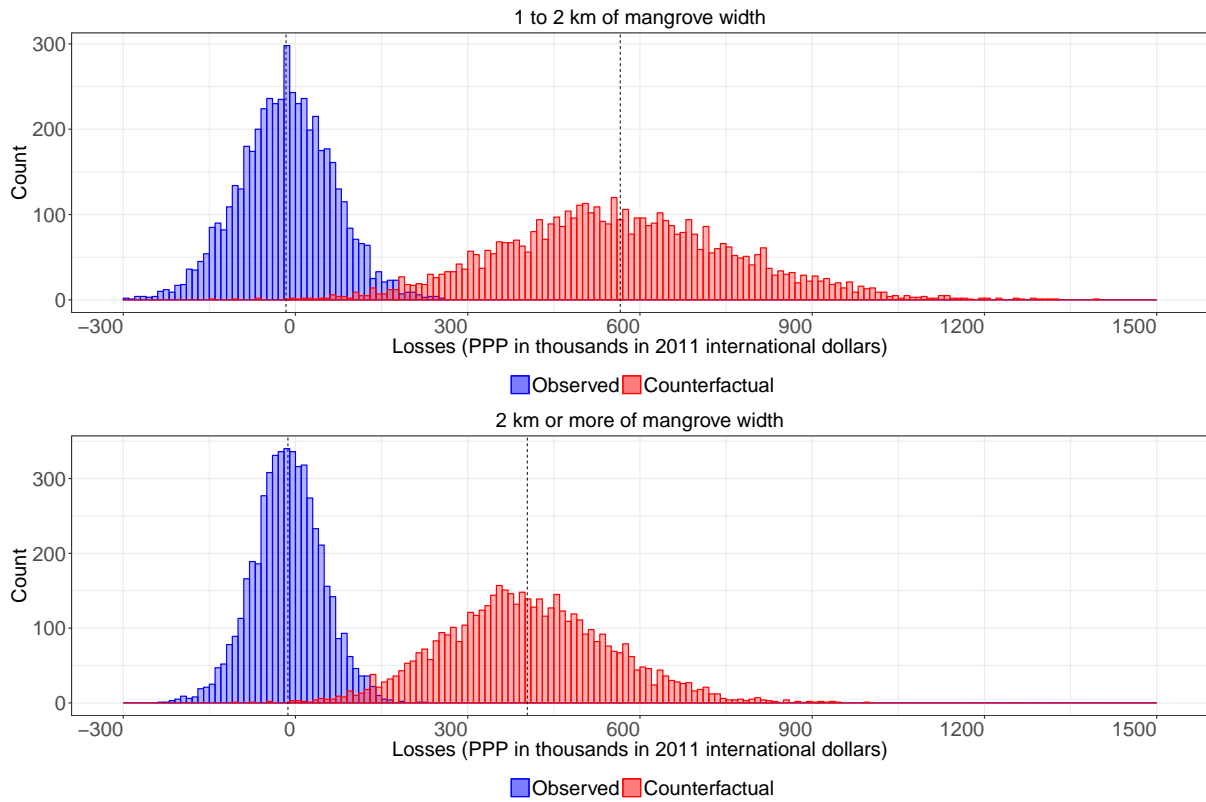 1 to 2 km of mangrove width
300
200
100
0
Count
−300 0 300 600 900 1200 1500
Losses (PPP in thousands in 2011 international dollars)
Observed Counterfactual
2 km or more of mangrove width
300
200
100
0
Count
−300 0 300 600 900 1200 1500
Losses (PPP in thousands in 2011 international dollars)
Observed Counterfactual